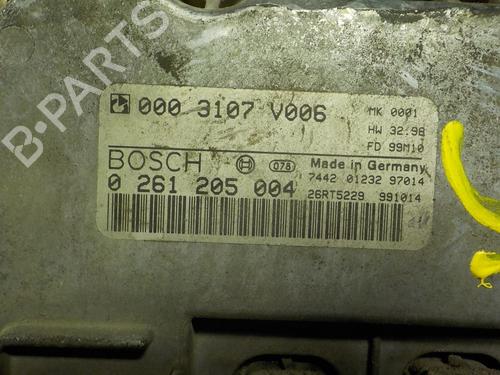 B-PARTS
000 3107 V006
MK 0001
HW 32.98
FD 99M10
BOSCH
078
Made in Germany
7442 01232 97014
0 261 205 004
26RT5229 991014